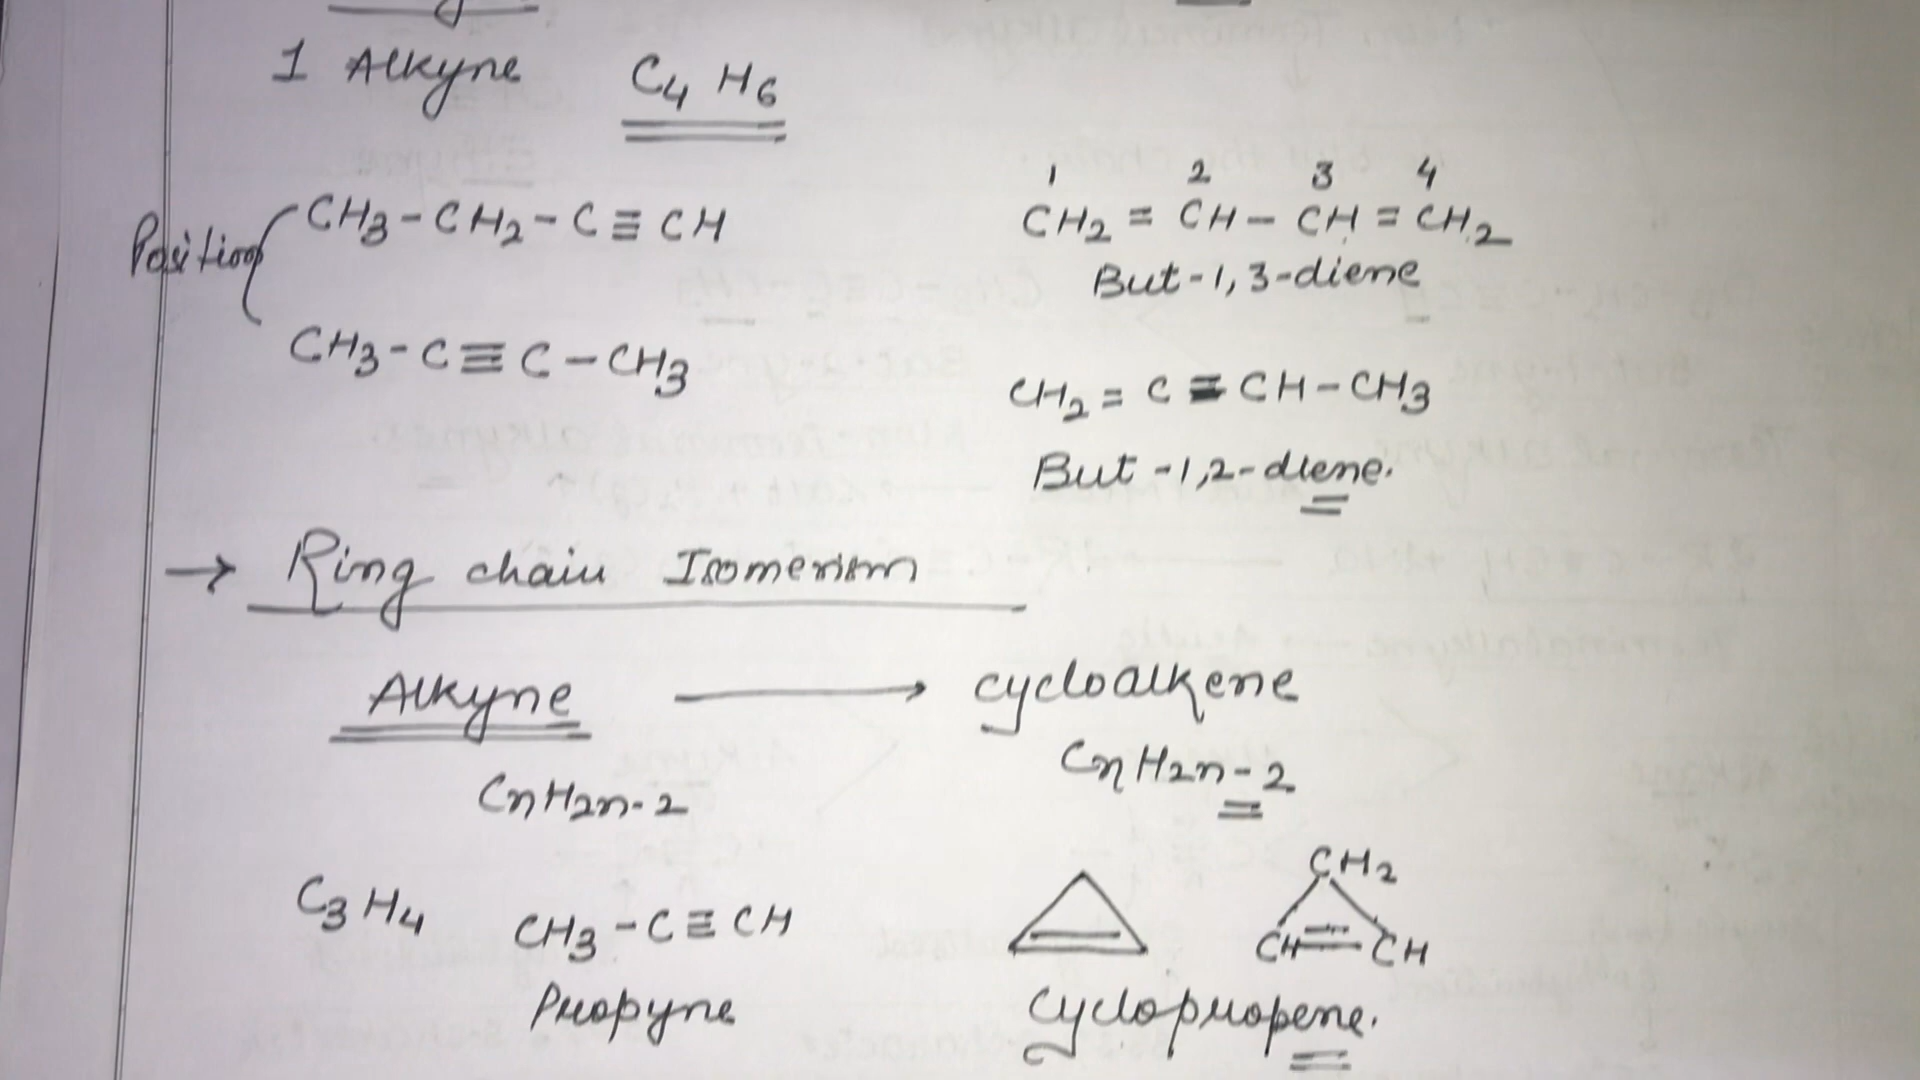 1 Alkyne C4 H6
Position
CH3 - CH2 - C ≡ CH
CH3 - C ≡ C - CH3
1 2 3 4
CH2 = CH - CH = CH2
But-1,3-diene
CH2 = C = CH - CH3
But -1,2-diene.
→ Ring chain Isomerism
Alkyne → cycloalkene
CnH2n-2 CnH2n-2
C3H4 CH3 - C ≡ CH
Propyne
CH2
CH = CH
Cyclopropene.